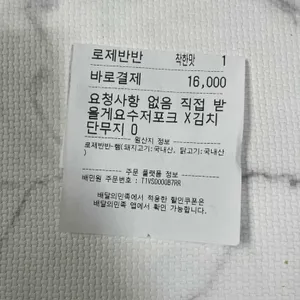 로제반반 착한맛 1
바로결제 16,000
요청사항 없음 직접 받
을게요수저포크 X김치
단무지 O
원산지 정보
로제반반-햄(돼지고기:국내산, 닭고기:국내산
)
주문 플랫폼 정보
배민원 주문번호 : T1VS0000B7RR
배달의민족에서 적용한 할인쿠폰은
배달의민족 앱에서 확인 가능합니다.